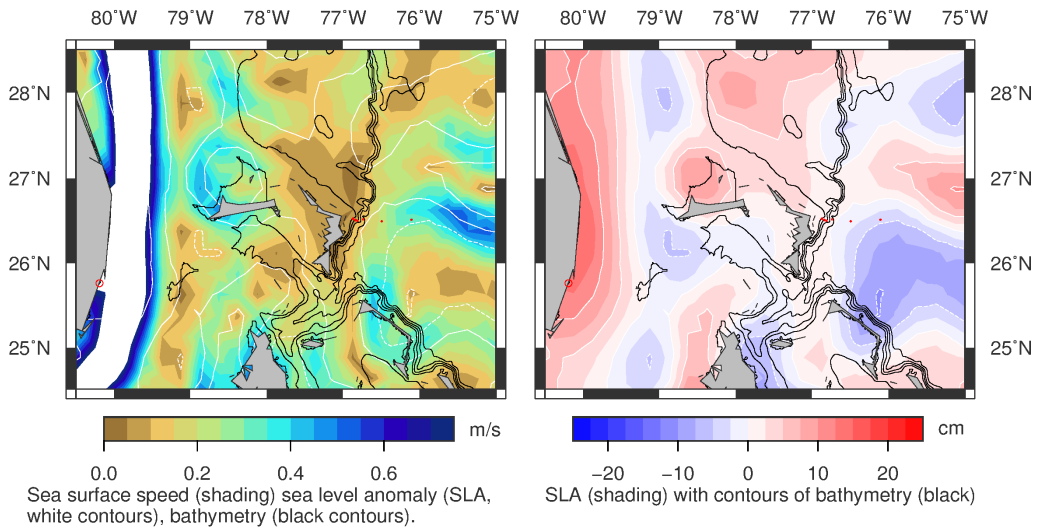 80˚W 79˚W 78˚W 77˚W 76˚W 75˚W 80˚W 79˚W 78˚W 77˚W 76˚W 75˚W
28˚N 28˚N
27˚N 27˚N
26˚N 26˚N
25˚N 25˚N
m/s cm
0.0 0.2 0.4 0.6 −20 −10 0 10 20
Sea surface speed (shading) sea level anomaly (SLA, SLA (shading) with contours of bathymetry (black)
white contours), bathymetry (black contours).